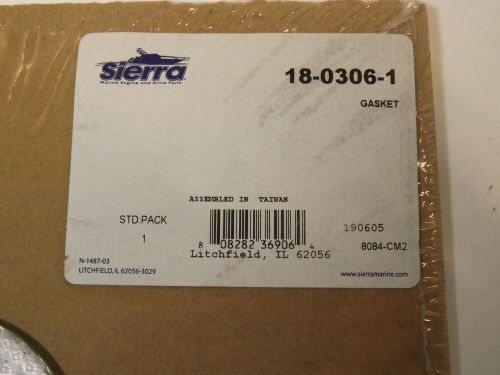 Sierra
Marine Engine and Drive Parts
18-0306-1
GASKET
ASSEMBLED IN TAIWAN
STD.PACK
1
8 08282 36906 4
190605
8084-CM2
Litchfield, IL 62056
N-1487-03
LITCHFIELD, IL 62056-3029
www.sierramarine.com